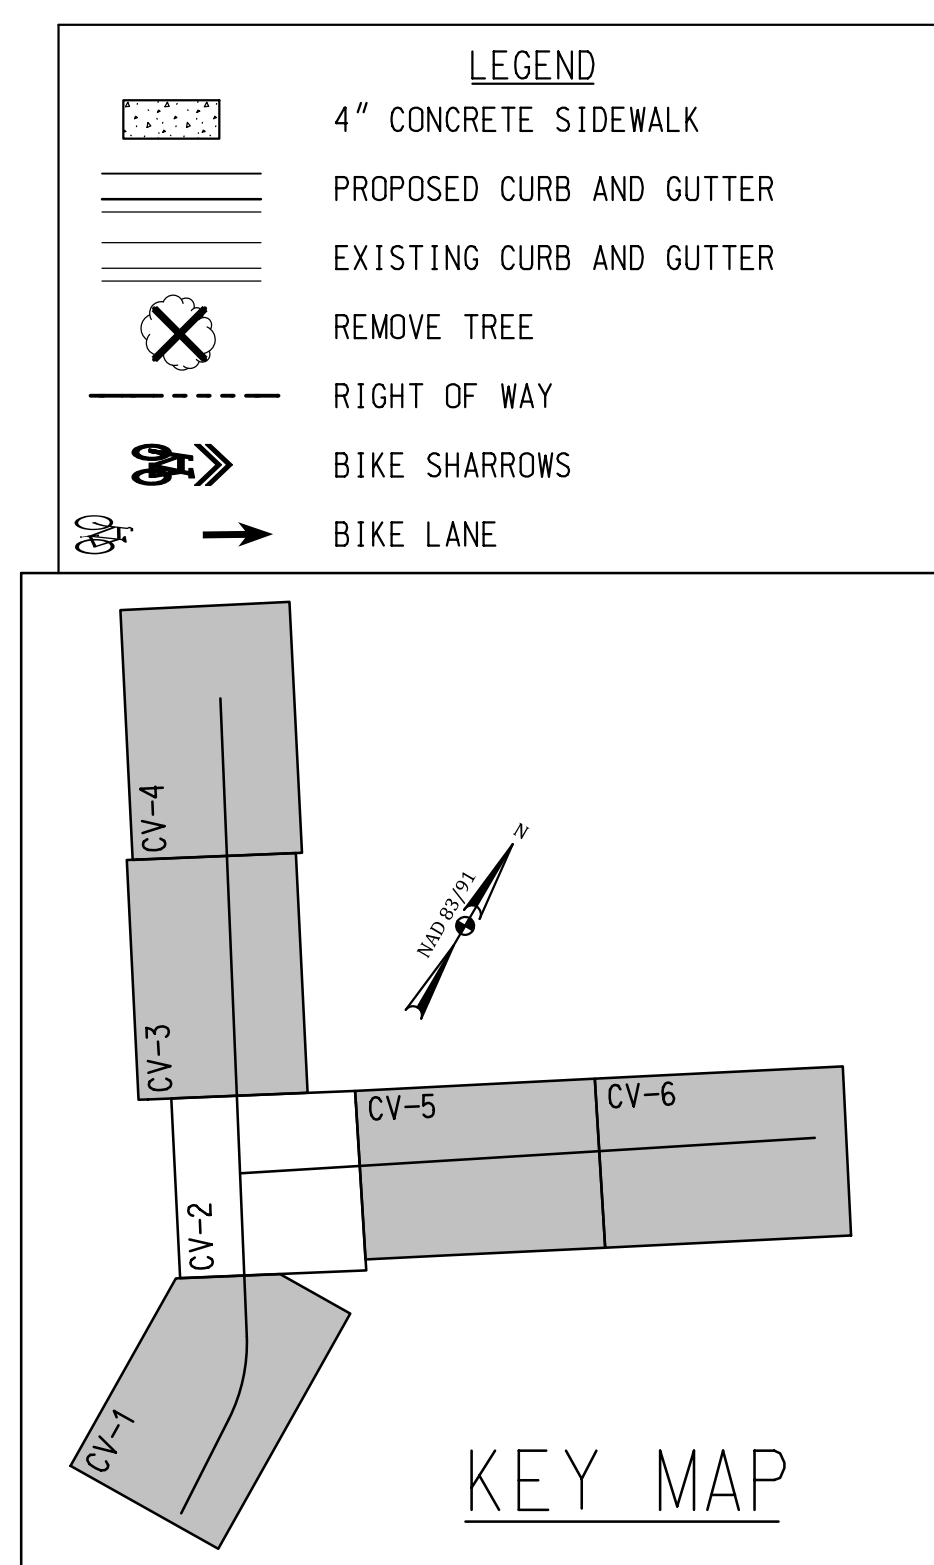 LEGEND
4" CONCRETE SIDEWALK
PROPOSED CURB AND GUTTER
EXISTING CURB AND GUTTER
REMOVE TREE
RIGHT OF WAY
BIKE SHARROWS
BIKE LANE
CV-4
N
NAD 83/91
CV-3
CV-5
CV-6
CV-2
CV-1
KEY MAP